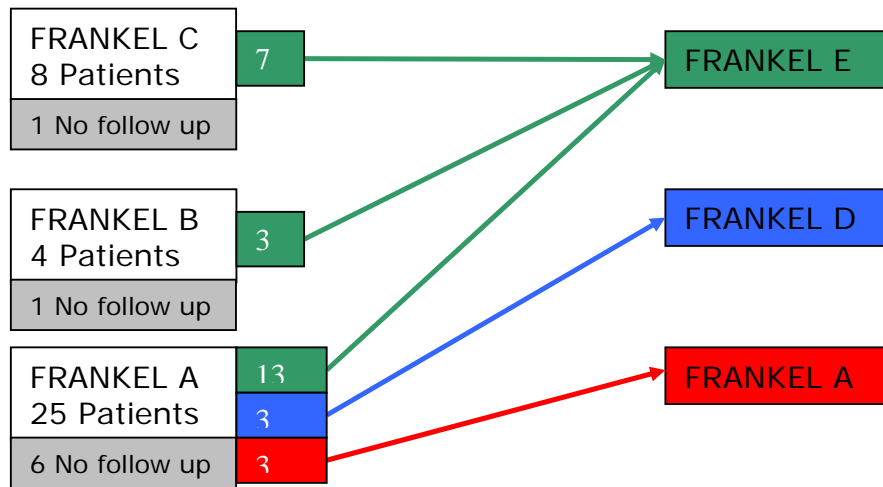 FRANKEL C
8 Patients
7
1 No follow up
FRANKEL E
FRANKEL B
4 Patients
3
1 No follow up
FRANKEL D
FRANKEL A
25 Patients
13
3
3
6 No follow up
FRANKEL A